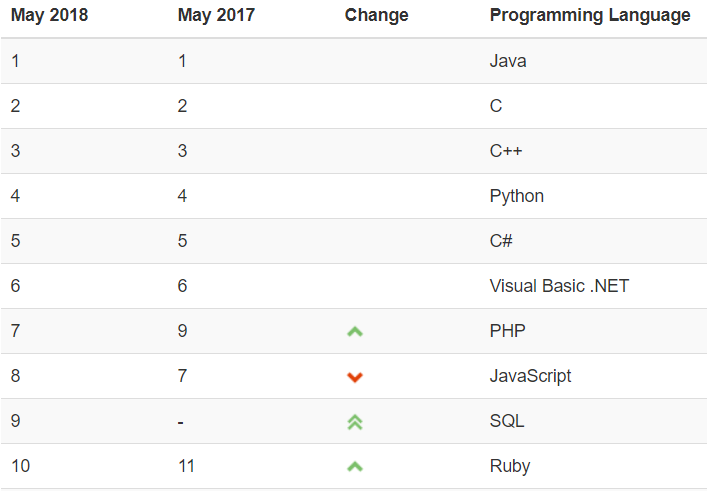 May 2018 May 2017 Change Programming Language
1 1 Java
2 2 C
3 3 C++
4 4 Python
5 5 C#
6 6 Visual Basic .NET
7 9 PHP
8 7 JavaScript
9 - SQL
10 11 Ruby